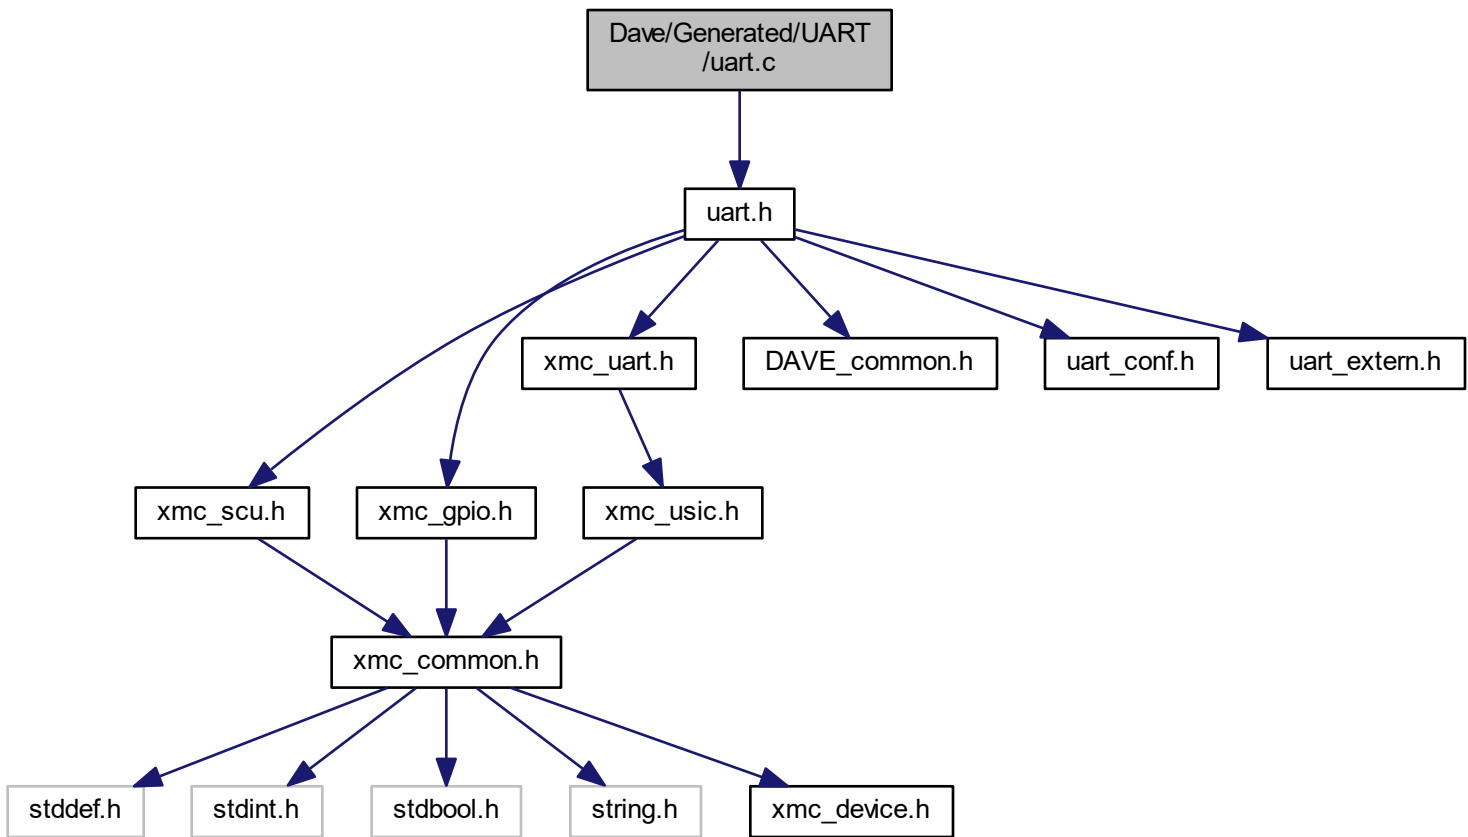 Dave/Generated/UART
/uart.c
uart.h
xmc_uart.h
DAVE_common.h
uart_conf.h
uart_extern.h
xmc_scu.h
xmc_gpio.h
xmc_usic.h
xmc_common.h
stddef.h
stdint.h
stdbool.h
string.h
xmc_device.h